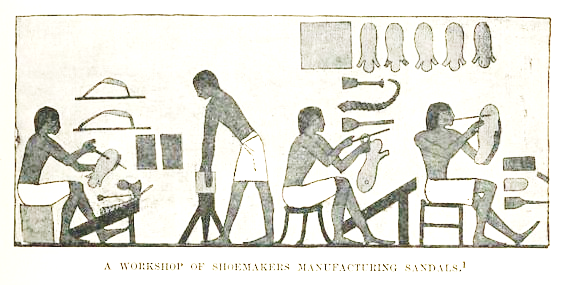 A WORKSHOP OF SHOEMAKERS MANUFACTURING SANDALS.¹